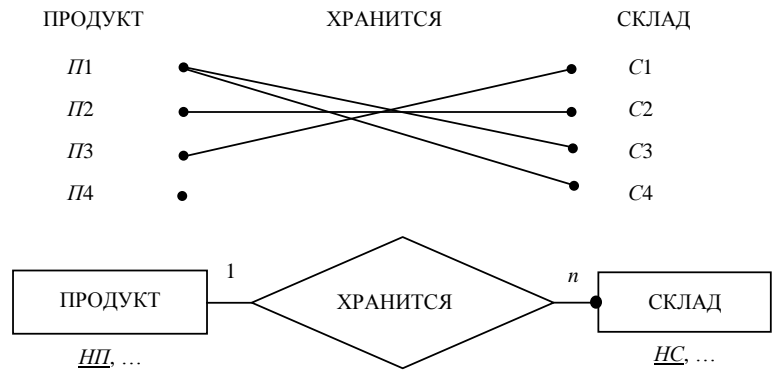 ПРОДУКТ ХРАНИТСЯ СКЛАД
П1 С1
П2 С2
П3 С3
П4 С4
1 n
ПРОДУКТ ХРАНИТСЯ СКЛАД
НП, … НС, …